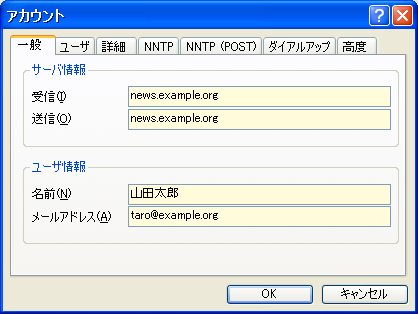 アカウント
一般 ユーザ 詳細 NNTP NNTP (POST) ダイアルアップ 高度
サーバ情報
受信(I) news.example.org
送信(O) news.example.org
ユーザ情報
名前(N) 山田太郎
メールアドレス(A) taro@example.org
OK キャンセル